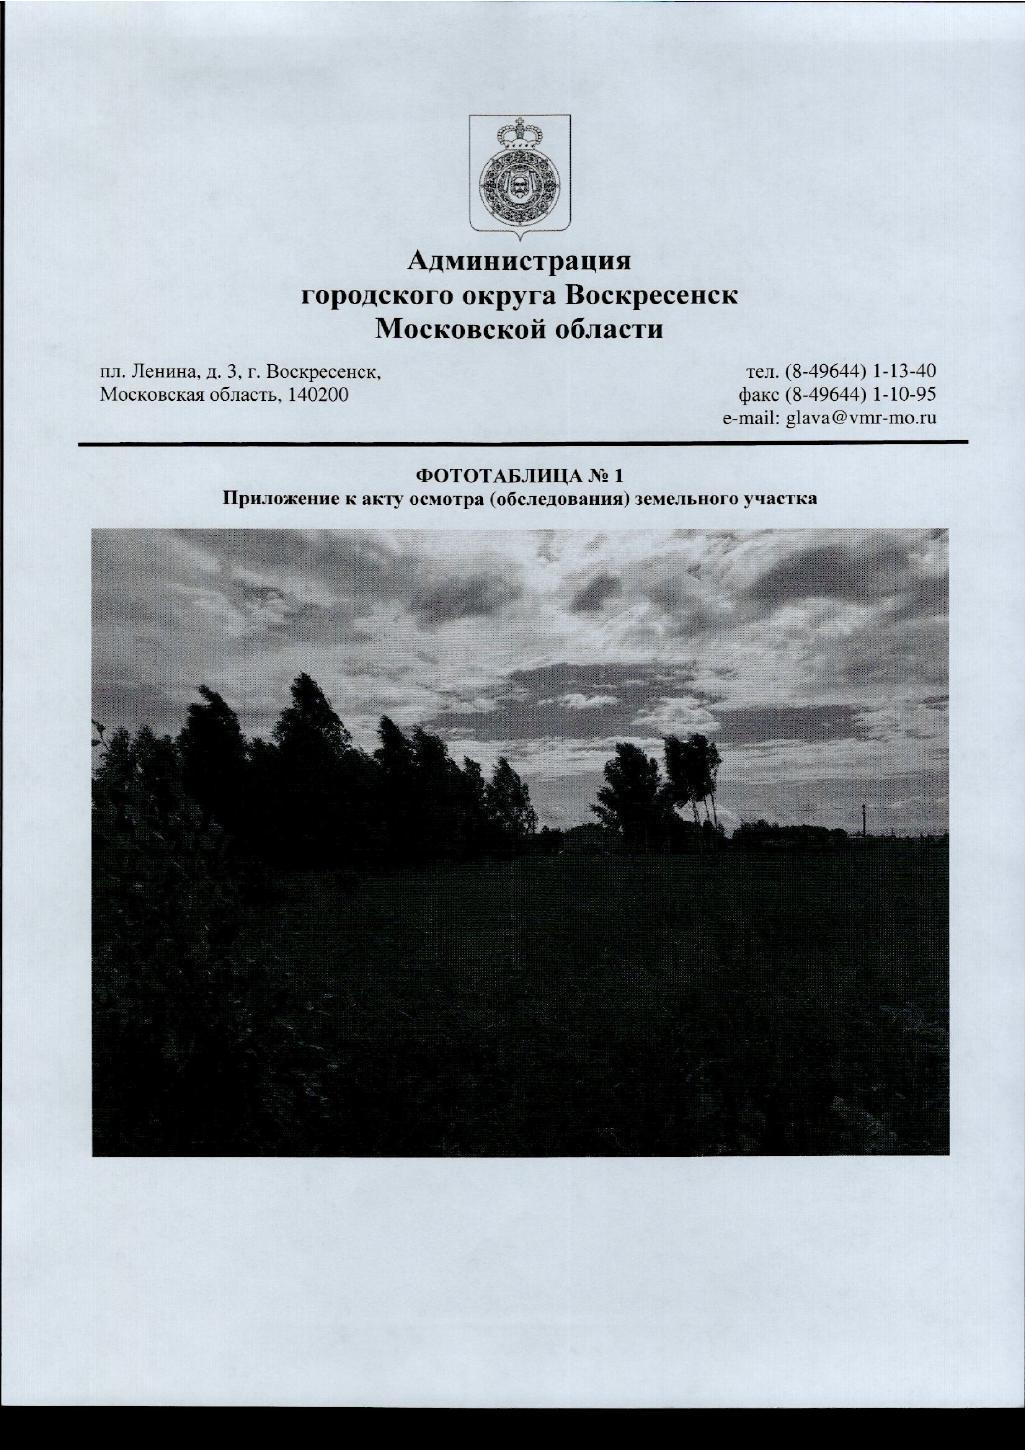 Администрация
городского округа Воскресенск
Московской области
пл. Ленина, д. 3, г. Воскресенск,
Московская область, 140200
тел. (8-49644) 1-13-40
факс (8-49644) 1-10-95
e-mail: glava@vmr-mo.ru
ФОТОТАБЛИЦА № 1
Приложение к акту осмотра (обследования) земельного участка